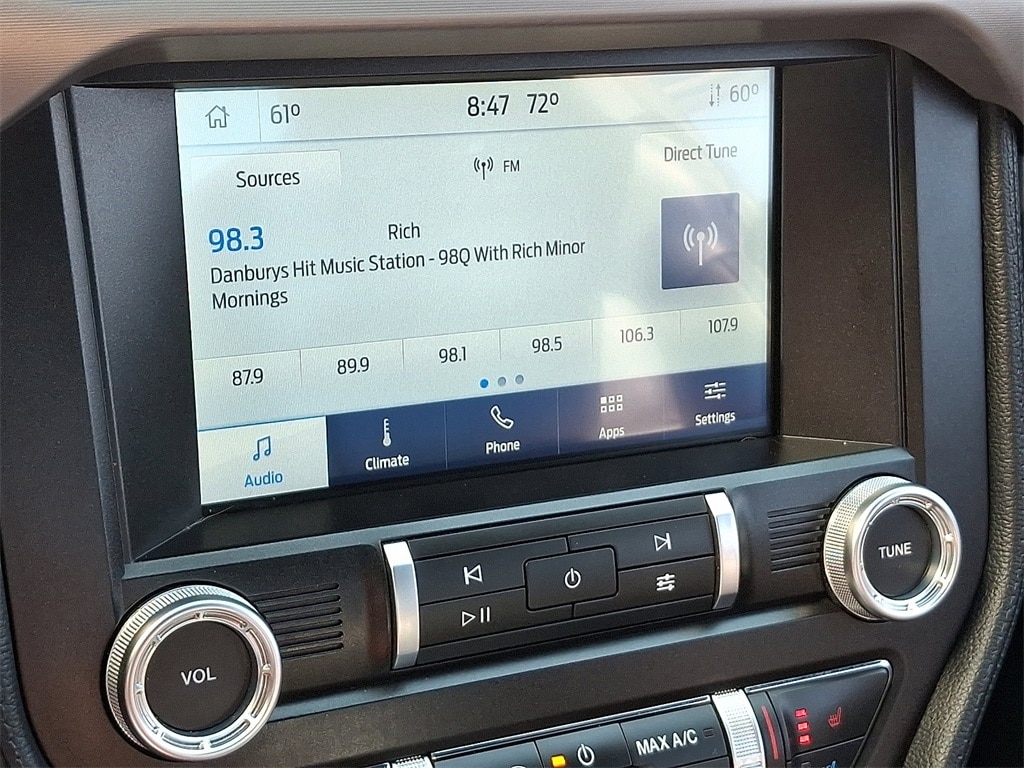 61° 8:47 72° 60°
Sources FM Direct Tune
98.3 Rich
Danburys Hit Music Station - 98Q With Rich Minor
Mornings
87.9 89.9 98.1 98.5 106.3 107.9
Audio Climate Phone Apps Settings
TUNE
VOL
MAX A/C